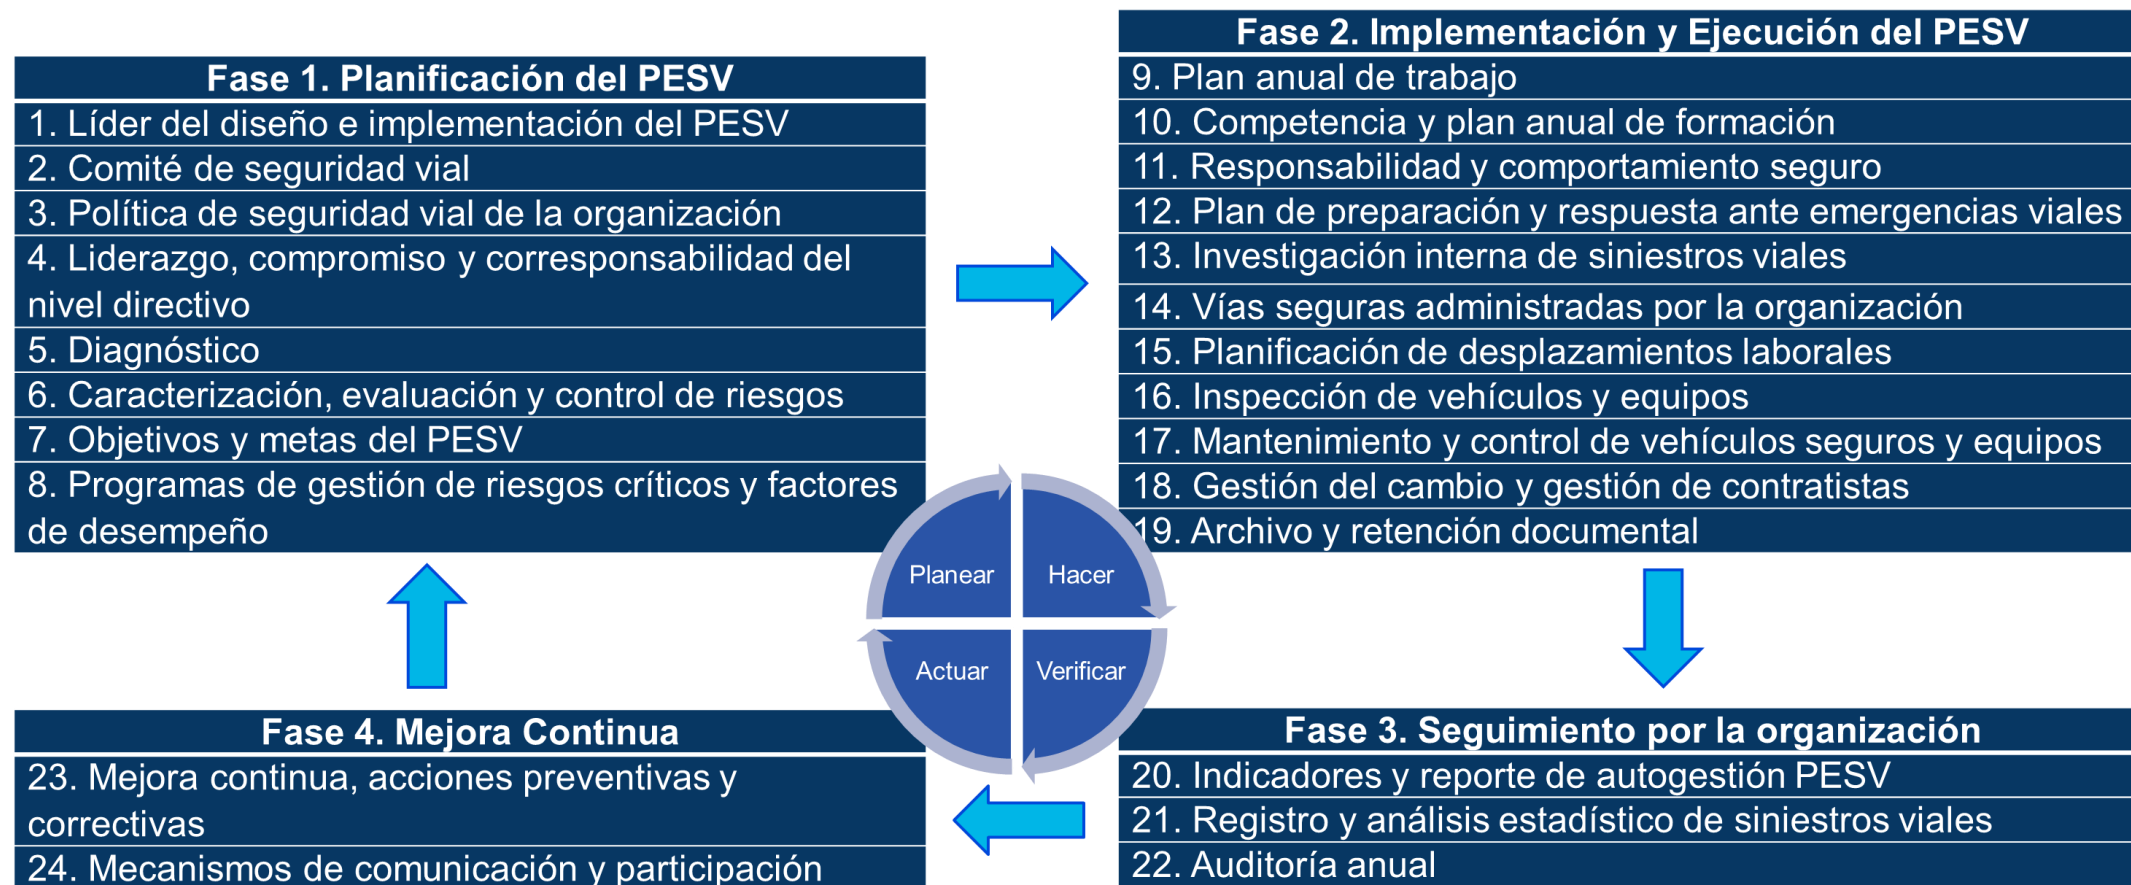 Fase 1. Planificación del PESV
1. Líder del diseño e implementación del PESV
2. Comité de seguridad vial
3. Política de seguridad vial de la organización
4. Liderazgo, compromiso y corresponsabilidad del
nivel directivo
5. Diagnóstico
6. Caracterización, evaluación y control de riesgos
7. Objetivos y metas del PESV
8. Programas de gestión de riesgos críticos y factores
de desempeño
Fase 2. Implementación y Ejecución del PESV
9. Plan anual de trabajo
10. Competencia y plan anual de formación
11. Responsabilidad y comportamiento seguro
12. Plan de preparación y respuesta ante emergencias viales
13. Investigación interna de siniestros viales
14. Vías seguras administradas por la organización
15. Planificación de desplazamientos laborales
16. Inspección de vehículos y equipos
17. Mantenimiento y control de vehículos seguros y equipos
18. Gestión del cambio y gestión de contratistas
19. Archivo y retención documental
Planear
Hacer
Actuar
Verificar
Fase 3. Seguimiento por la organización
20. Indicadores y reporte de autogestión PESV
21. Registro y análisis estadístico de siniestros viales
22. Auditoría anual
Fase 4. Mejora Continua
23. Mejora continua, acciones preventivas y
correctivas
24. Mecanismos de comunicación y participación